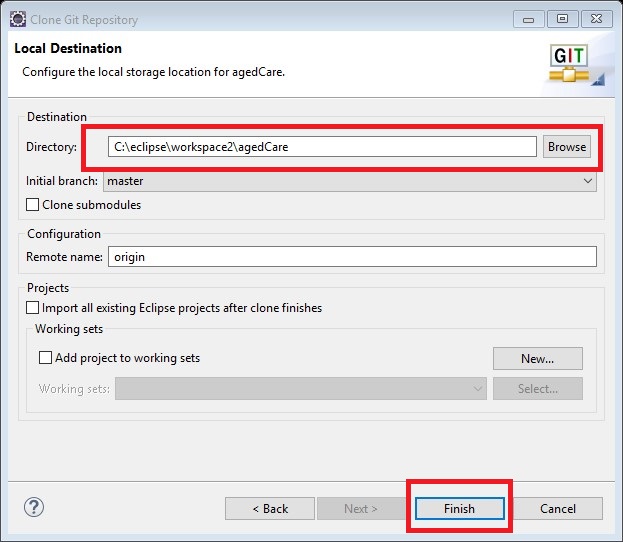 Clone Git Repository
Local Destination
Configure the local storage location for agedCare.
GIT
Destination
Directory: C:\eclipse\workspace2\agedCare Browse
Initial branch: master
Clone submodules
Configuration
Remote name: origin
Projects
Import all existing Eclipse projects after clone finishes
Working sets
Add project to working sets New...
Working sets: Select...
? < Back Next > Finish Cancel